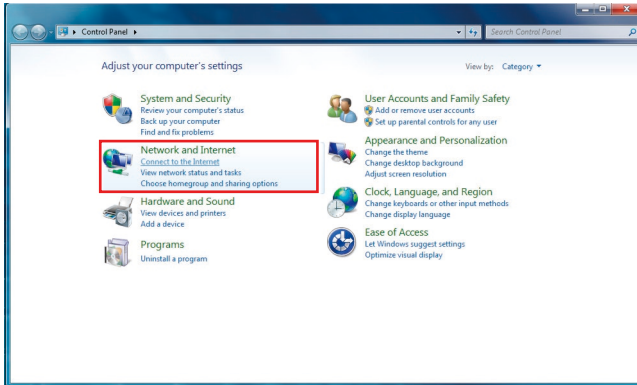 Control Panel
Search Control Panel
Adjust your computer's settings
View by: Category
System and Security
Review your computer's status
Back up your computer
Find and fix problems
Network and Internet
Connect to the Internet
View network status and tasks
Choose homegroup and sharing options
Hardware and Sound
View devices and printers
Add a device
Programs
Uninstall a program
User Accounts and Family Safety
Add or remove user accounts
Set up parental controls for any user
Appearance and Personalization
Change the theme
Change desktop background
Adjust screen resolution
Clock, Language, and Region
Change keyboards or other input methods
Change display language
Ease of Access
Let Windows suggest settings
Optimize visual display